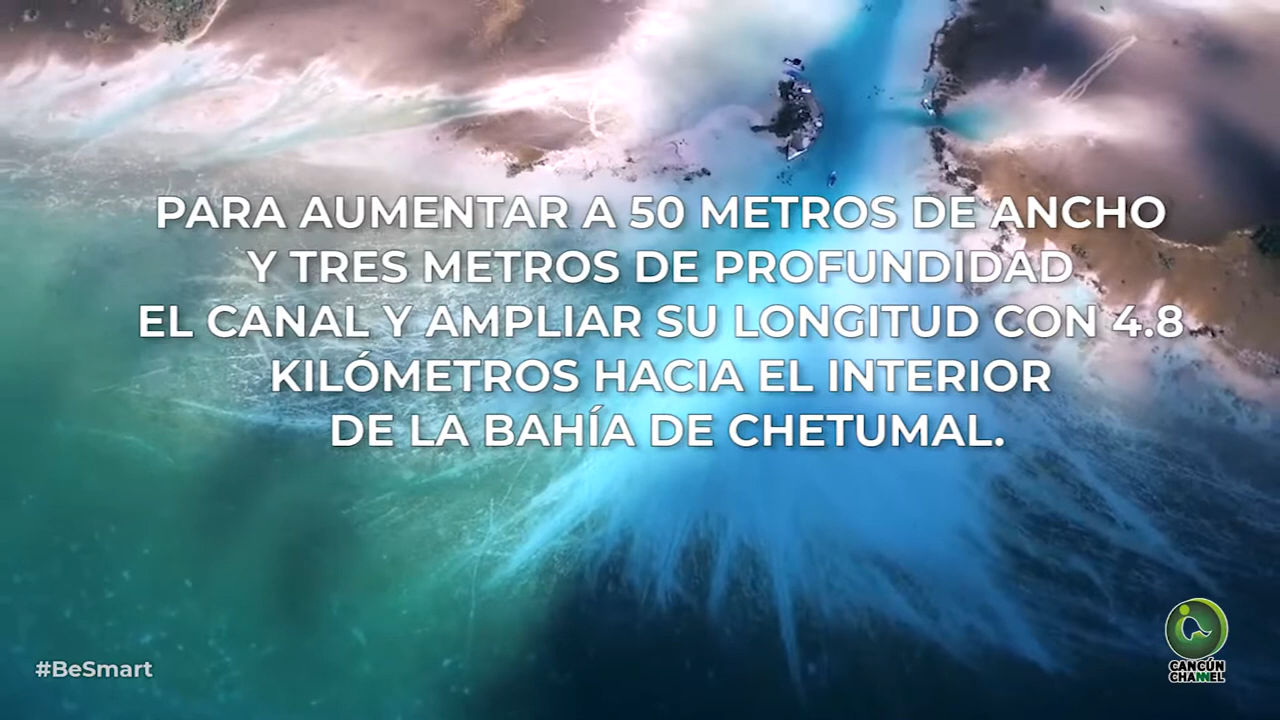 PARA AUMENTAR A 50 METROS DE ANCHO
Y TRES METROS DE PROFUNDIDAD
EL CANAL Y AMPLIAR SU LONGITUD CON 4.8
KILÓMETROS HACIA EL INTERIOR
DE LA BAHÍA DE CHETUMAL.
#BeSmart
CANCÚN
CHANNEL